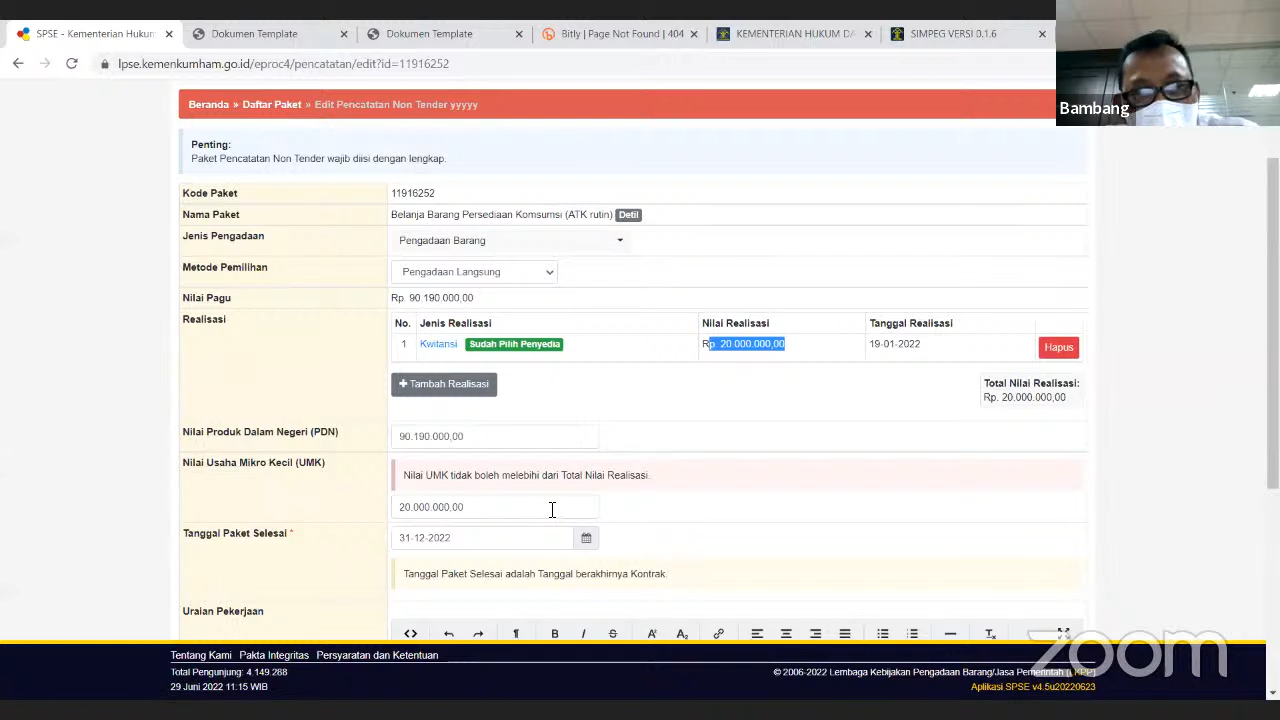 SPSE - Kementerian Hukum
Dokumen Template
Dokumen Template
Bitly | Page Not Found | 404
KEMENTERIAN HUKUM DA
SIMPEG VERSI 0.1.6
lpse.kemenkumham.go.id/eproc4/pencatatan/edit?id=11916252
Bambang
Beranda » Daftar Paket » Edit Pencatatan Non Tender yyyyy
Penting:
Paket Pencatatan Non Tender wajib diisi dengan lengkap.
Kode Paket 11916252
Nama Paket Belanja Barang Persediaan Komsumsi (ATK rutin) Detil
Jenis Pengadaan Pengadaan Barang
Metode Pemilihan Pengadaan Langsung
Nilai Pagu Rp. 90.190.000,00
Realisasi
No. Jenis Realisasi Nilai Realisasi Tanggal Realisasi
1 Kwitansi Sudah Pilih Penyedia Rp. 20.000.000,00 19-01-2022 Hapus
+ Tambah Realisasi
Total Nilai Realisasi:
Rp. 20.000.000,00
Nilai Produk Dalam Negeri (PDN) 90.190.000,00
Nilai Usaha Mikro Kecil (UMK)
Nilai UMK tidak boleh melebihi dari Total Nilai Realisasi.
20.000.000,00
Tanggal Paket Selesai * 31-12-2022
Tanggal Paket Selesai adalah Tanggal berakhirnya Kontrak.
Uraian Pekerjaan
Tentang Kami Pakta Integritas Persyaratan dan Ketentuan
Total Pengunjung: 4.149.288
© 2006-2022 Lembaga Kebijakan Pengadaan Barang/Jasa Pemerintah (LKPP)
29 Juni 2022 11:15 WIB
Aplikasi SPSE v4.5u20220623
zoom